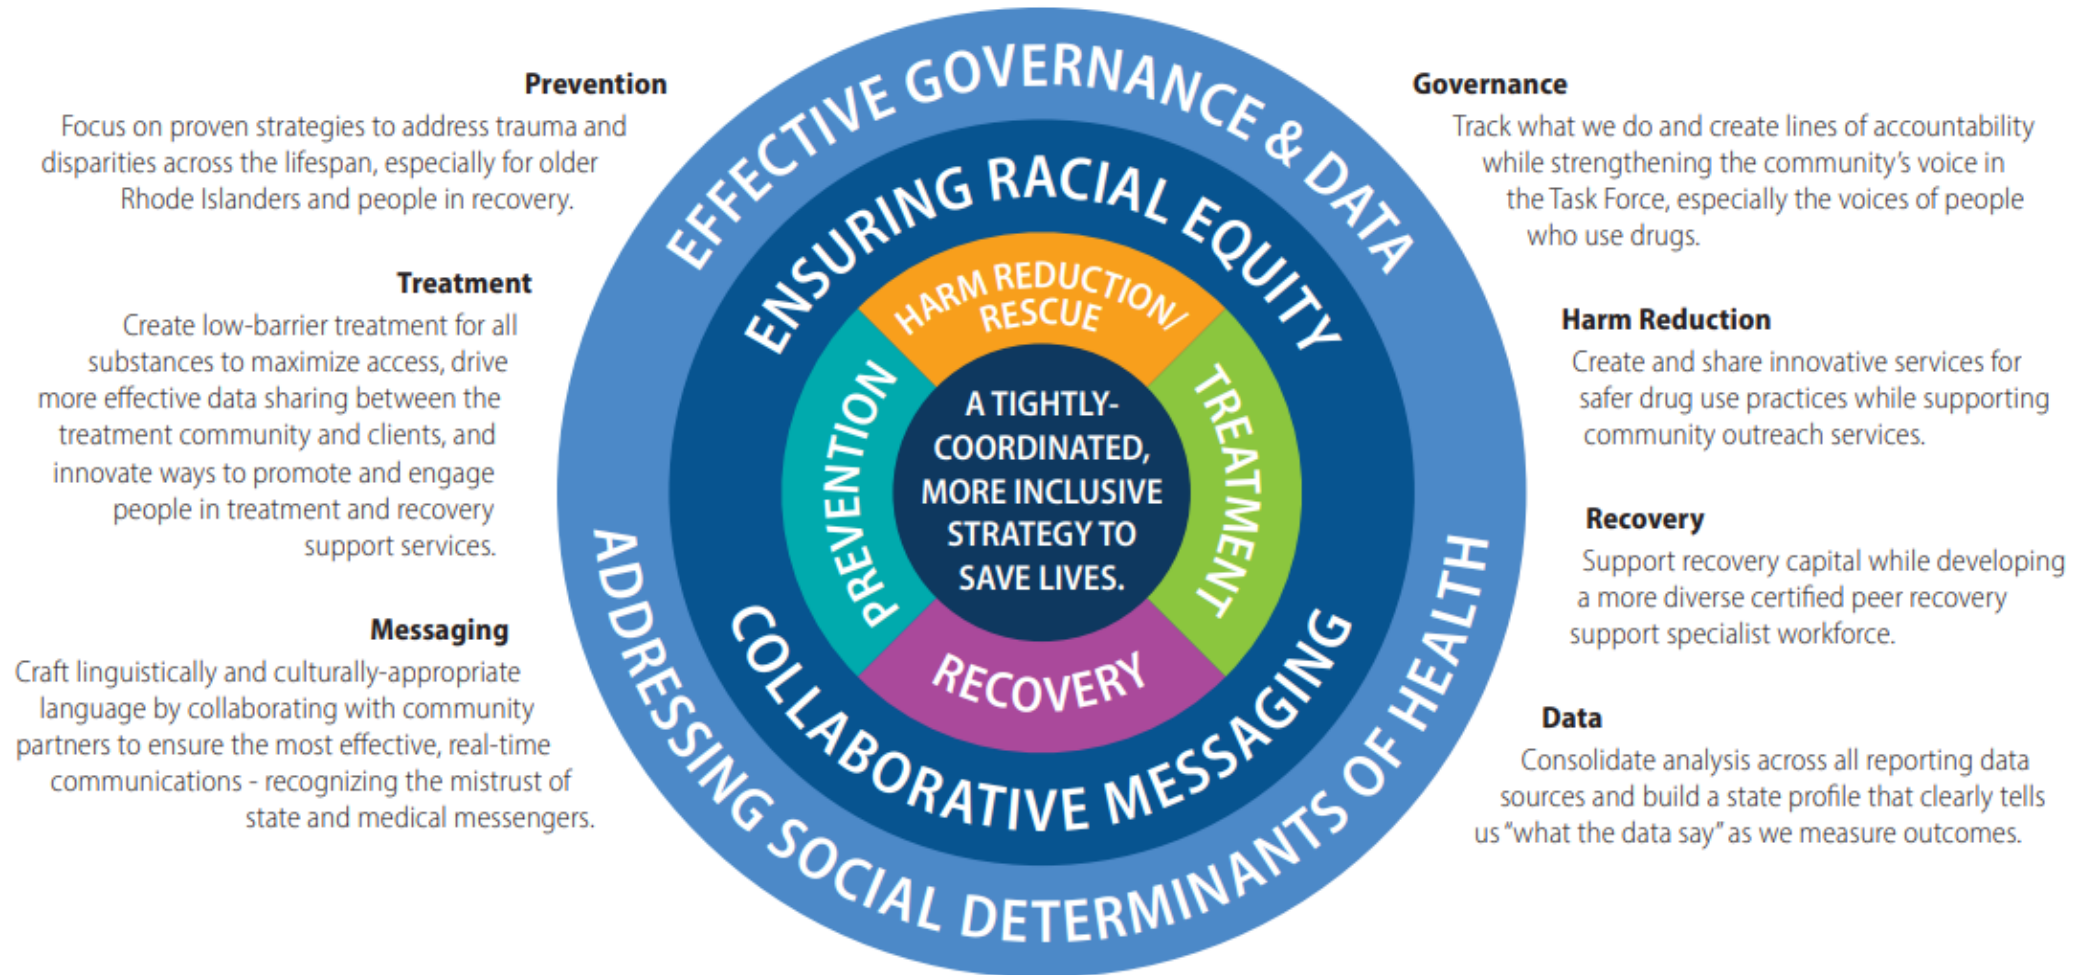 Prevention
Focus on proven strategies to address trauma and
disparities across the lifespan, especially for older
Rhode Islanders and people in recovery.
Treatment
Create low-barrier treatment for all
substances to maximize access, drive
more effective data sharing between the
treatment community and clients, and
innovate ways to promote and engage
people in treatment and recovery
support services.
Messaging
Craft linguistically and culturally-appropriate
language by collaborating with community
partners to ensure the most effective, real-time
communications - recognizing the mistrust of
state and medical messengers.
EFFECTIVE GOVERNANCE & DATA
ENSURING RACIAL EQUITY
HARM REDUCTION/
RESCUE
PREVENTION
A TIGHTLY-
COORDINATED,
MORE INCLUSIVE
STRATEGY TO
SAVE LIVES.
TREATMENT
RECOVERY
COLLABORATIVE MESSAGING
ADDRESSING SOCIAL DETERMINANTS OF HEALTH
Governance
Track what we do and create lines of accountability
while strengthening the community's voice in
the Task Force, especially the voices of people
who use drugs.
Harm Reduction
Create and share innovative services for
safer drug use practices while supporting
community outreach services.
Recovery
Support recovery capital while developing
a more diverse certified peer recovery
support specialist workforce.
Data
Consolidate analysis across all reporting data
sources and build a state profile that clearly tells
us "what the data say" as we measure outcomes.